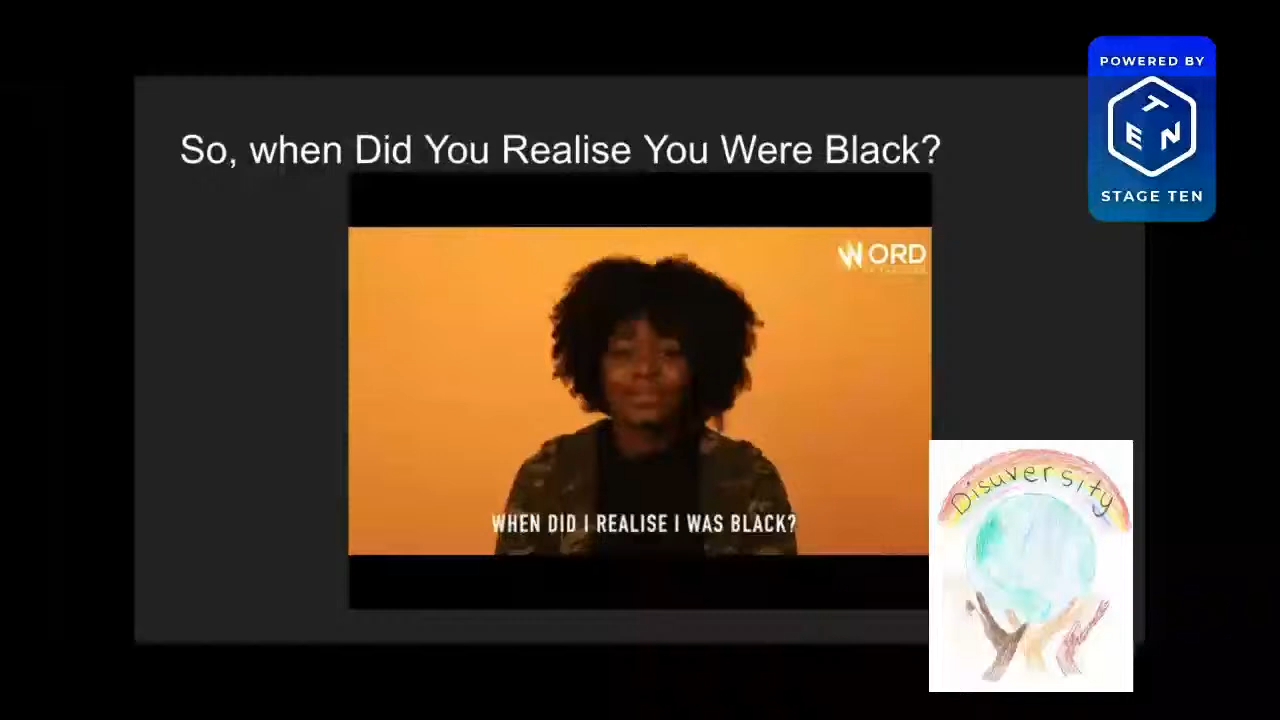 POWERED BY
TEN
STAGE TEN
So, when Did You Realise You Were Black?
WORD
WHEN DID I REALISE I WAS BLACK?
Disuversity